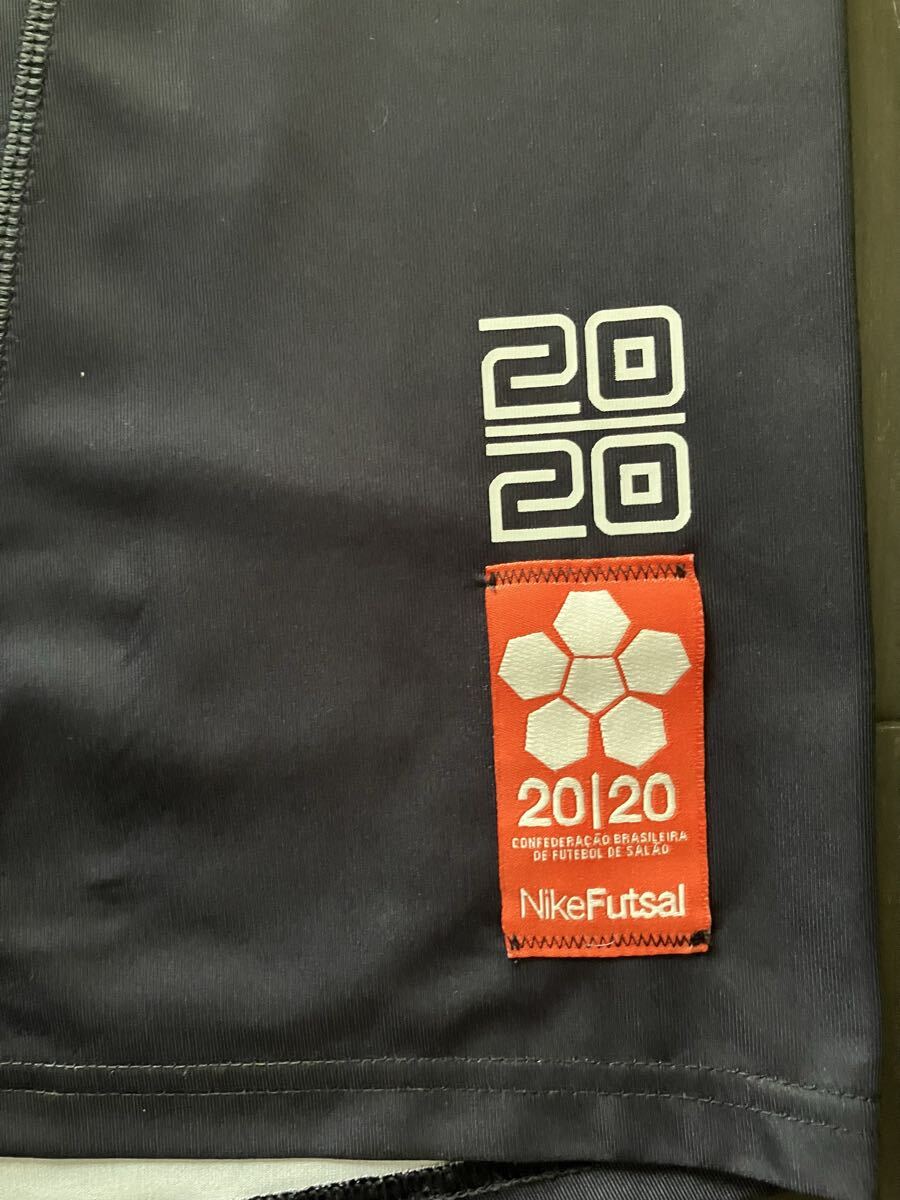 20
20
20|20
CONFEDERAÇÃO BRASILEIRA
DE FUTEBOL DE SALÃO
NikeFutsal